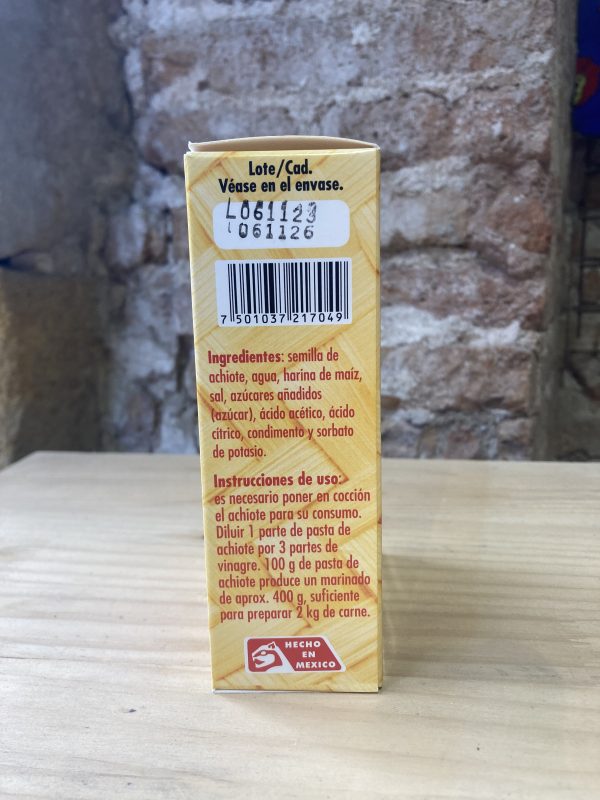 Lote/Cad.
Véase en el envase.
L061123
061126
7 501037 217049
Ingredientes: semilla de
achiote, agua, harina de maíz,
sal, azúcares añadidos
(azúcar), ácido acético, ácido
cítrico, condimento y sorbato
de potasio.
Instrucciones de uso:
es necesario poner en cocción
el achiote para su consumo.
Diluir 1 parte de pasta de
achiote por 3 partes de
vinagre. 100 g de pasta de
achiote produce un marinado
de aprox. 400 g, suficiente
para preparar 2 kg de carne.
HECHO
EN
MEXICO